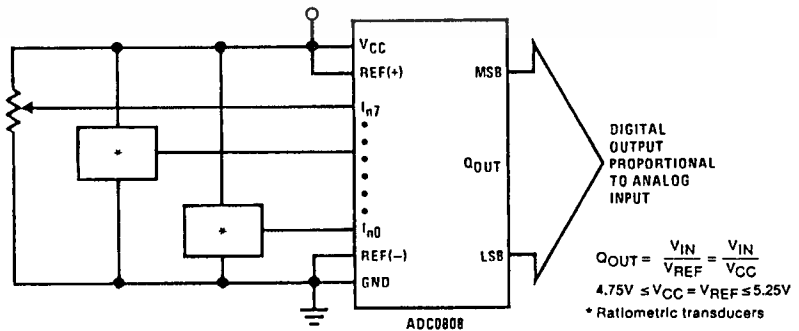 VCC
REF(+)
MSB
In7
*
QOUT
DIGITAL
OUTPUT
PROPORTIONAL
TO ANALOG
INPUT
*
In0
REF(—)
LSB
GND
ADC0808
QOUT = VIN/VREF = VIN/VCC
4.75V ≤ VCC = VREF ≤ 5.25V
* Ratiometric transducers